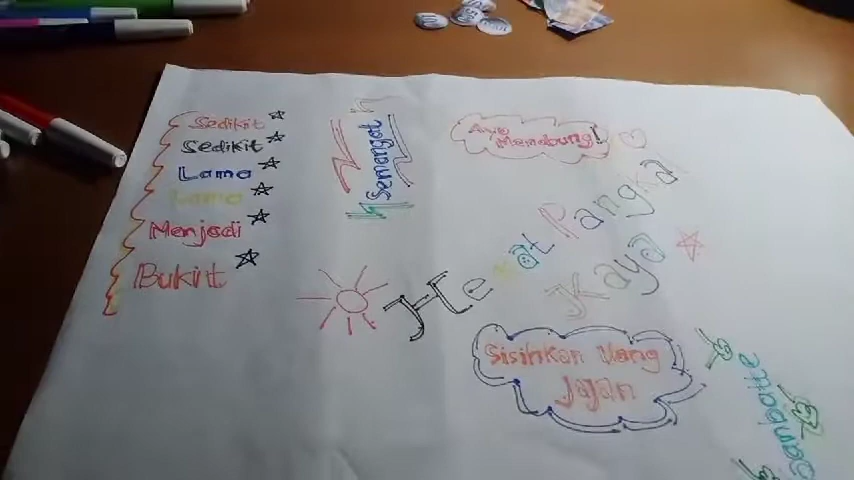 Sedikit
Sedikit
Lama
Lama
Menjadi
Bukit
Semangat
Ayo
Menabung!
Hemat Pangkal
Kaya
Sisihkan Uang
Jajan